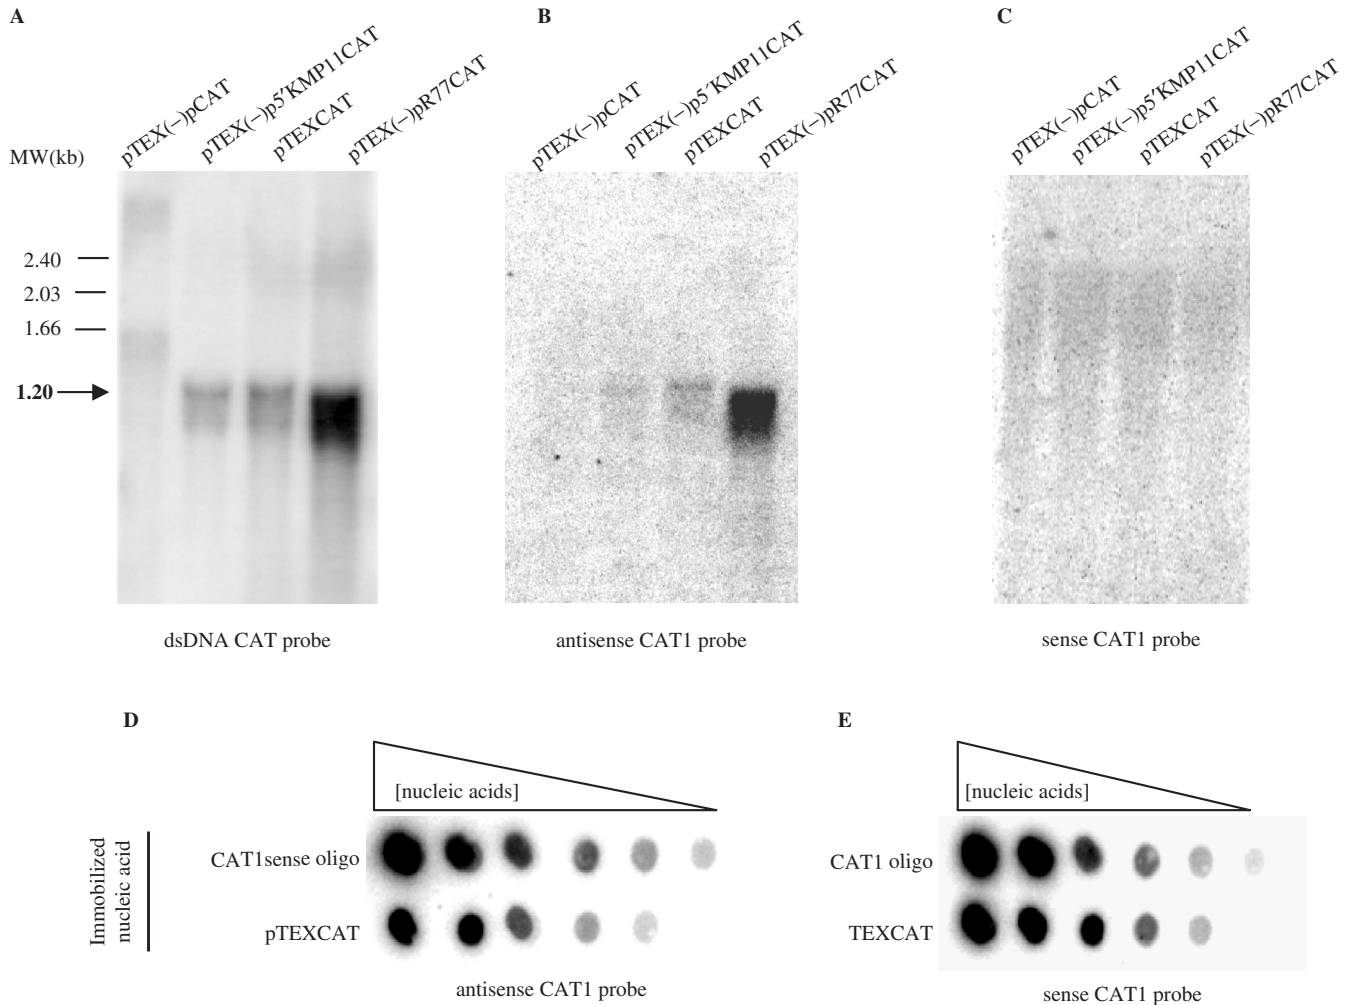 A
B
C
pTEX(−)pCAT
pTEX(−)p5′KMP11CAT
pTEXCAT
pTEX(−)pR77CAT
pTEX(−)pCAT
pTEX(−)p5′KMP11CAT
pTEXCAT
pTEX(−)pR77CAT
pTEX(−)pCAT
pTEX(−)p5′KMP11CAT
pTEXCAT
pTEX(−)pR77CAT
MW(kb)
2.40
2.03
1.66
1.20
dsDNA CAT probe
antisense CAT1 probe
sense CAT1 probe
D
E
[nucleic acids]
[nucleic acids]
Immobilized
nucleic acid
CAT1sense oligo
pTEXCAT
CAT1 oligo
TEXCAT
antisense CAT1 probe
sense CAT1 probe